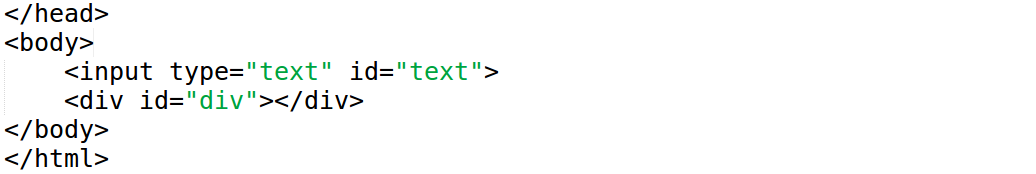 </head>
<body>
    <input type="text" id="text">
    <div id="div"></div>
</body>
</html>